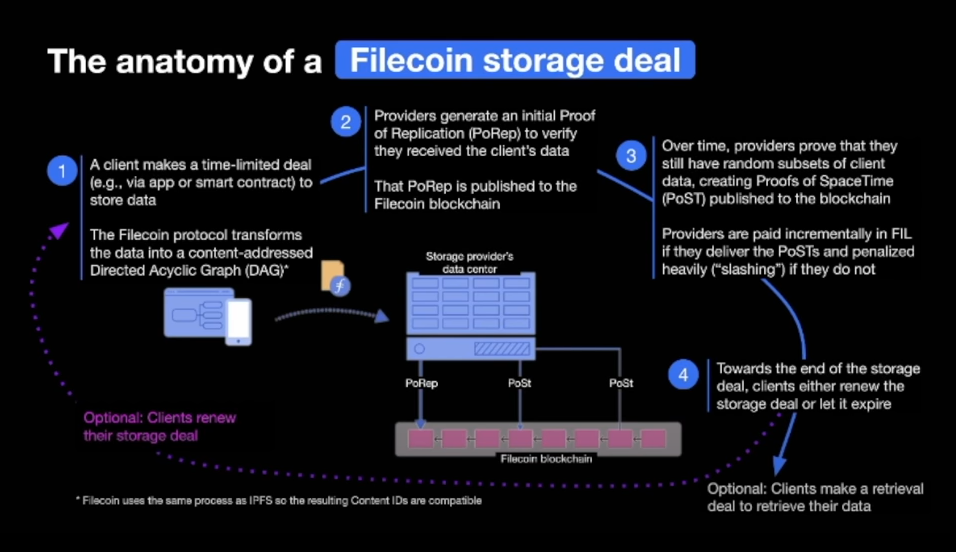 The anatomy of a Filecoin storage deal
1
A client makes a time-limited deal
(e.g., via app or smart contract) to
store data
The Filecoin protocol transforms
the data into a content-addressed
Directed Acyclic Graph (DAG)*
2
Providers generate an initial Proof
of Replication (PoRep) to verify
they received the client's data
That PoRep is published to the
Filecoin blockchain
3
Over time, providers prove that they
still have random subsets of client
data, creating Proofs of SpaceTime
(PoST) published to the blockchain
Providers are paid incrementally in FIL
if they deliver the PoSTs and penalized
heavily (“slashing”) if they do not
Storage provider's
data center
PoRep
PoSt
PoSt
Filecoin blockchain
4
Towards the end of the storage
deal, clients either renew the
storage deal or let it expire
Optional: Clients renew
their storage deal
Optional: Clients make a retrieval
deal to retrieve their data
* Filecoin uses the same process as IPFS so the resulting Content IDs are compatible